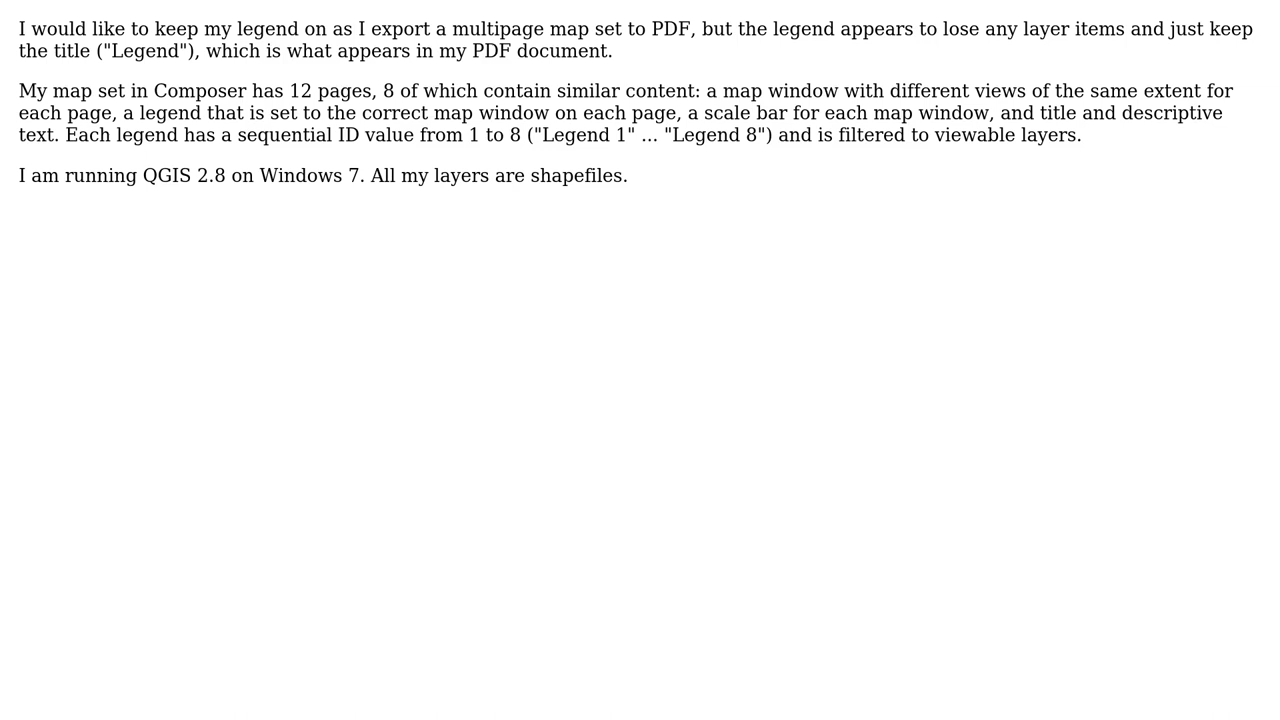 I would like to keep my legend on as I export a multipage map set to PDF, but the legend appears to lose any layer items and just keep
the title ("Legend"), which is what appears in my PDF document.
My map set in Composer has 12 pages, 8 of which contain similar content: a map window with different views of the same extent for
each page, a legend that is set to the correct map window on each page, a scale bar for each map window, and title and descriptive
text. Each legend has a sequential ID value from 1 to 8 ("Legend 1" ... "Legend 8") and is filtered to viewable layers.
I am running QGIS 2.8 on Windows 7. All my layers are shapefiles.